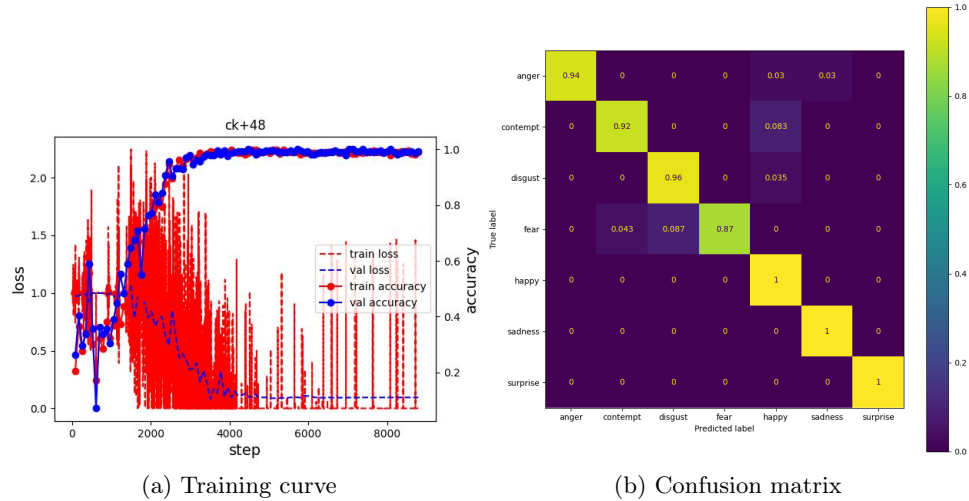 ck+48
2.0
1.5
1.0
0.5
0.0
loss
1.0
0.8
0.6
0.4
0.2
accuracy
train loss
val loss
train accuracy
val accuracy
0 2000 4000 6000 8000
step
(a) Training curve
True label
anger 0.94 0 0 0 0.03 0.03 0
contempt 0 0.92 0 0 0.083 0 0
disgust 0 0 0.96 0 0.035 0 0
fear 0 0.043 0.087 0.87 0 0 0
happy 0 0 0 0 1 0 0
sadness 0 0 0 0 0 1 0
surprise 0 0 0 0 0 0 1
anger contempt disgust fear happy sadness surprise
Predicted label
1.0
0.8
0.6
0.4
0.2
0.0
(b) Confusion matrix